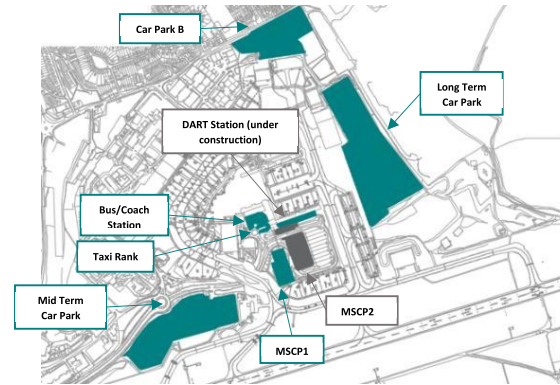 Car Park B
Long Term
Car Park
DART Station (under
construction)
Bus/Coach
Station
Taxi Rank
Mid Term
Car Park
MSCP2
MSCP1